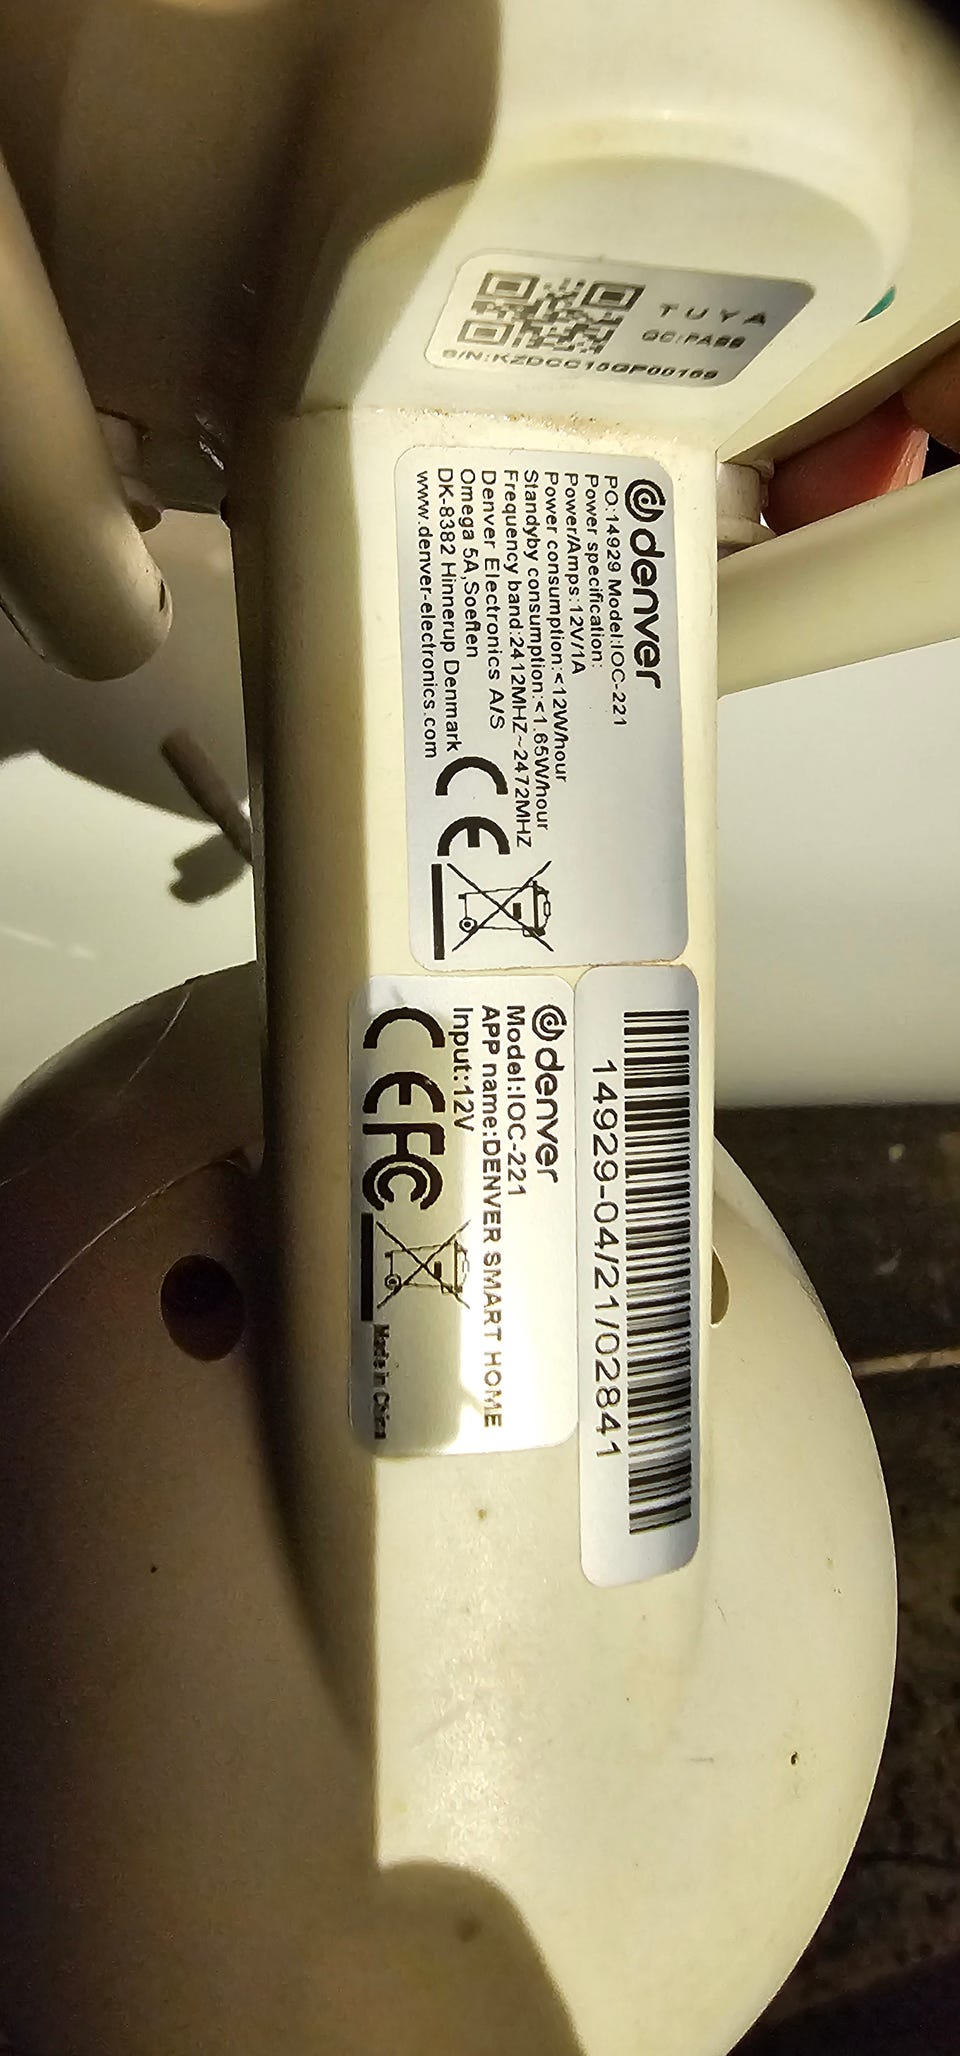 TUYA
QC:PASS
S/N:KZDCC15GP00169
denver
PO:14929 Model:IOC-221
Power specification:
Power/Amps:12V/1A
Power consumption:<12W/hour
Standby consumption:<1.65W/hour
Frequency band:2412MHZ~2472MHZ
Denver Electronics A/S
Omega 5A,Soeften
DK-8382 Hinnerup Denmark
www.denver-electronics.com
CE
14929-04/21/02841
denver
Model:IOC-221
APP name:DENVER SMART HOME
Input:12V
CE FC
Made in China